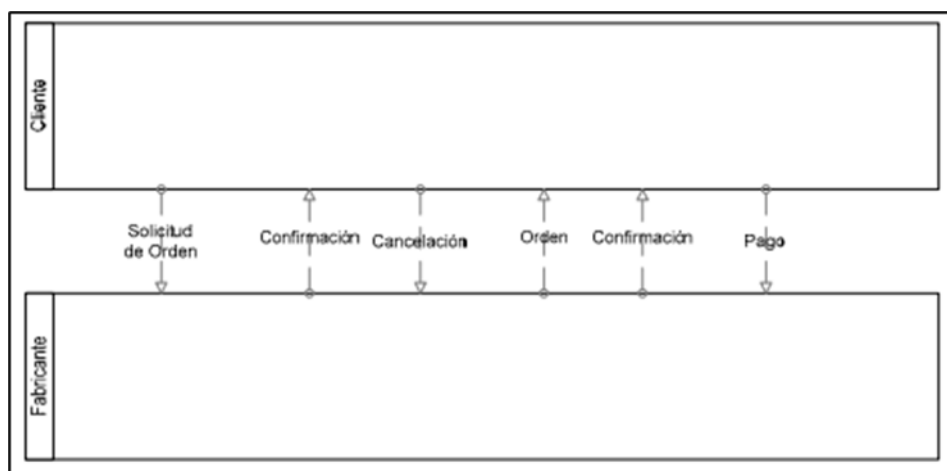 Cliente
Solicitud
de Orden
Confirmación
Cancelación
Orden
Confirmación
Pago
Fabricante